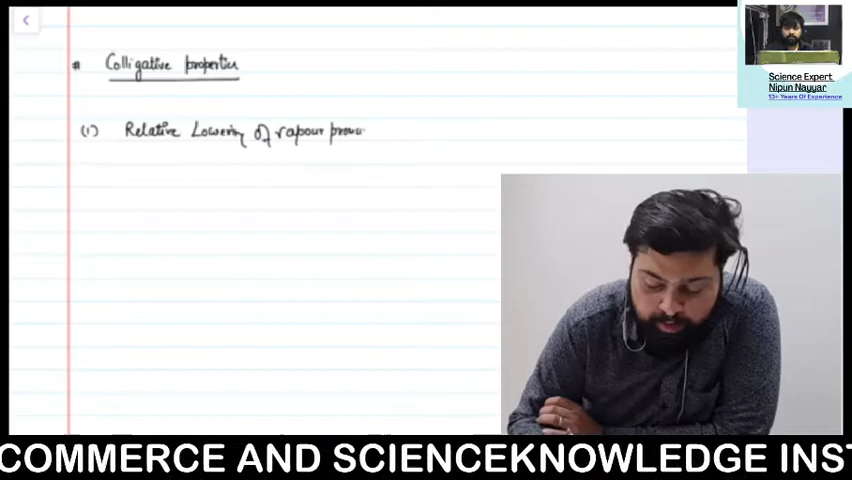 # Colligative properties
(1) Relative Lowering of vapour
Science Expert
Nipun Nayyar
13+ Years Of Experience
COMMERCE AND SCIENCEKNOWLEDGE INST